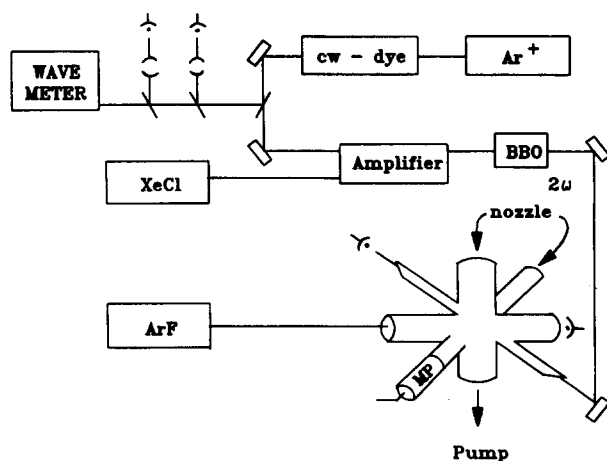 cw - dye
Ar+
WAVE
METER
Amplifier
BBO
XeCl
2ω
nozzle
ArF
MP
Pump